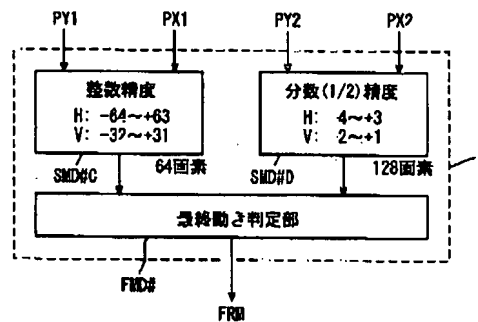 PY1 PX1 PY2 PX2
整数精度
H: -64~+63
V: -32~+31
64画素
SMD#C
分数(1/2)精度
H: -4~+3
V: -2~+1
128画素
SMD#D
最終動き判定部
FMD#
FRM